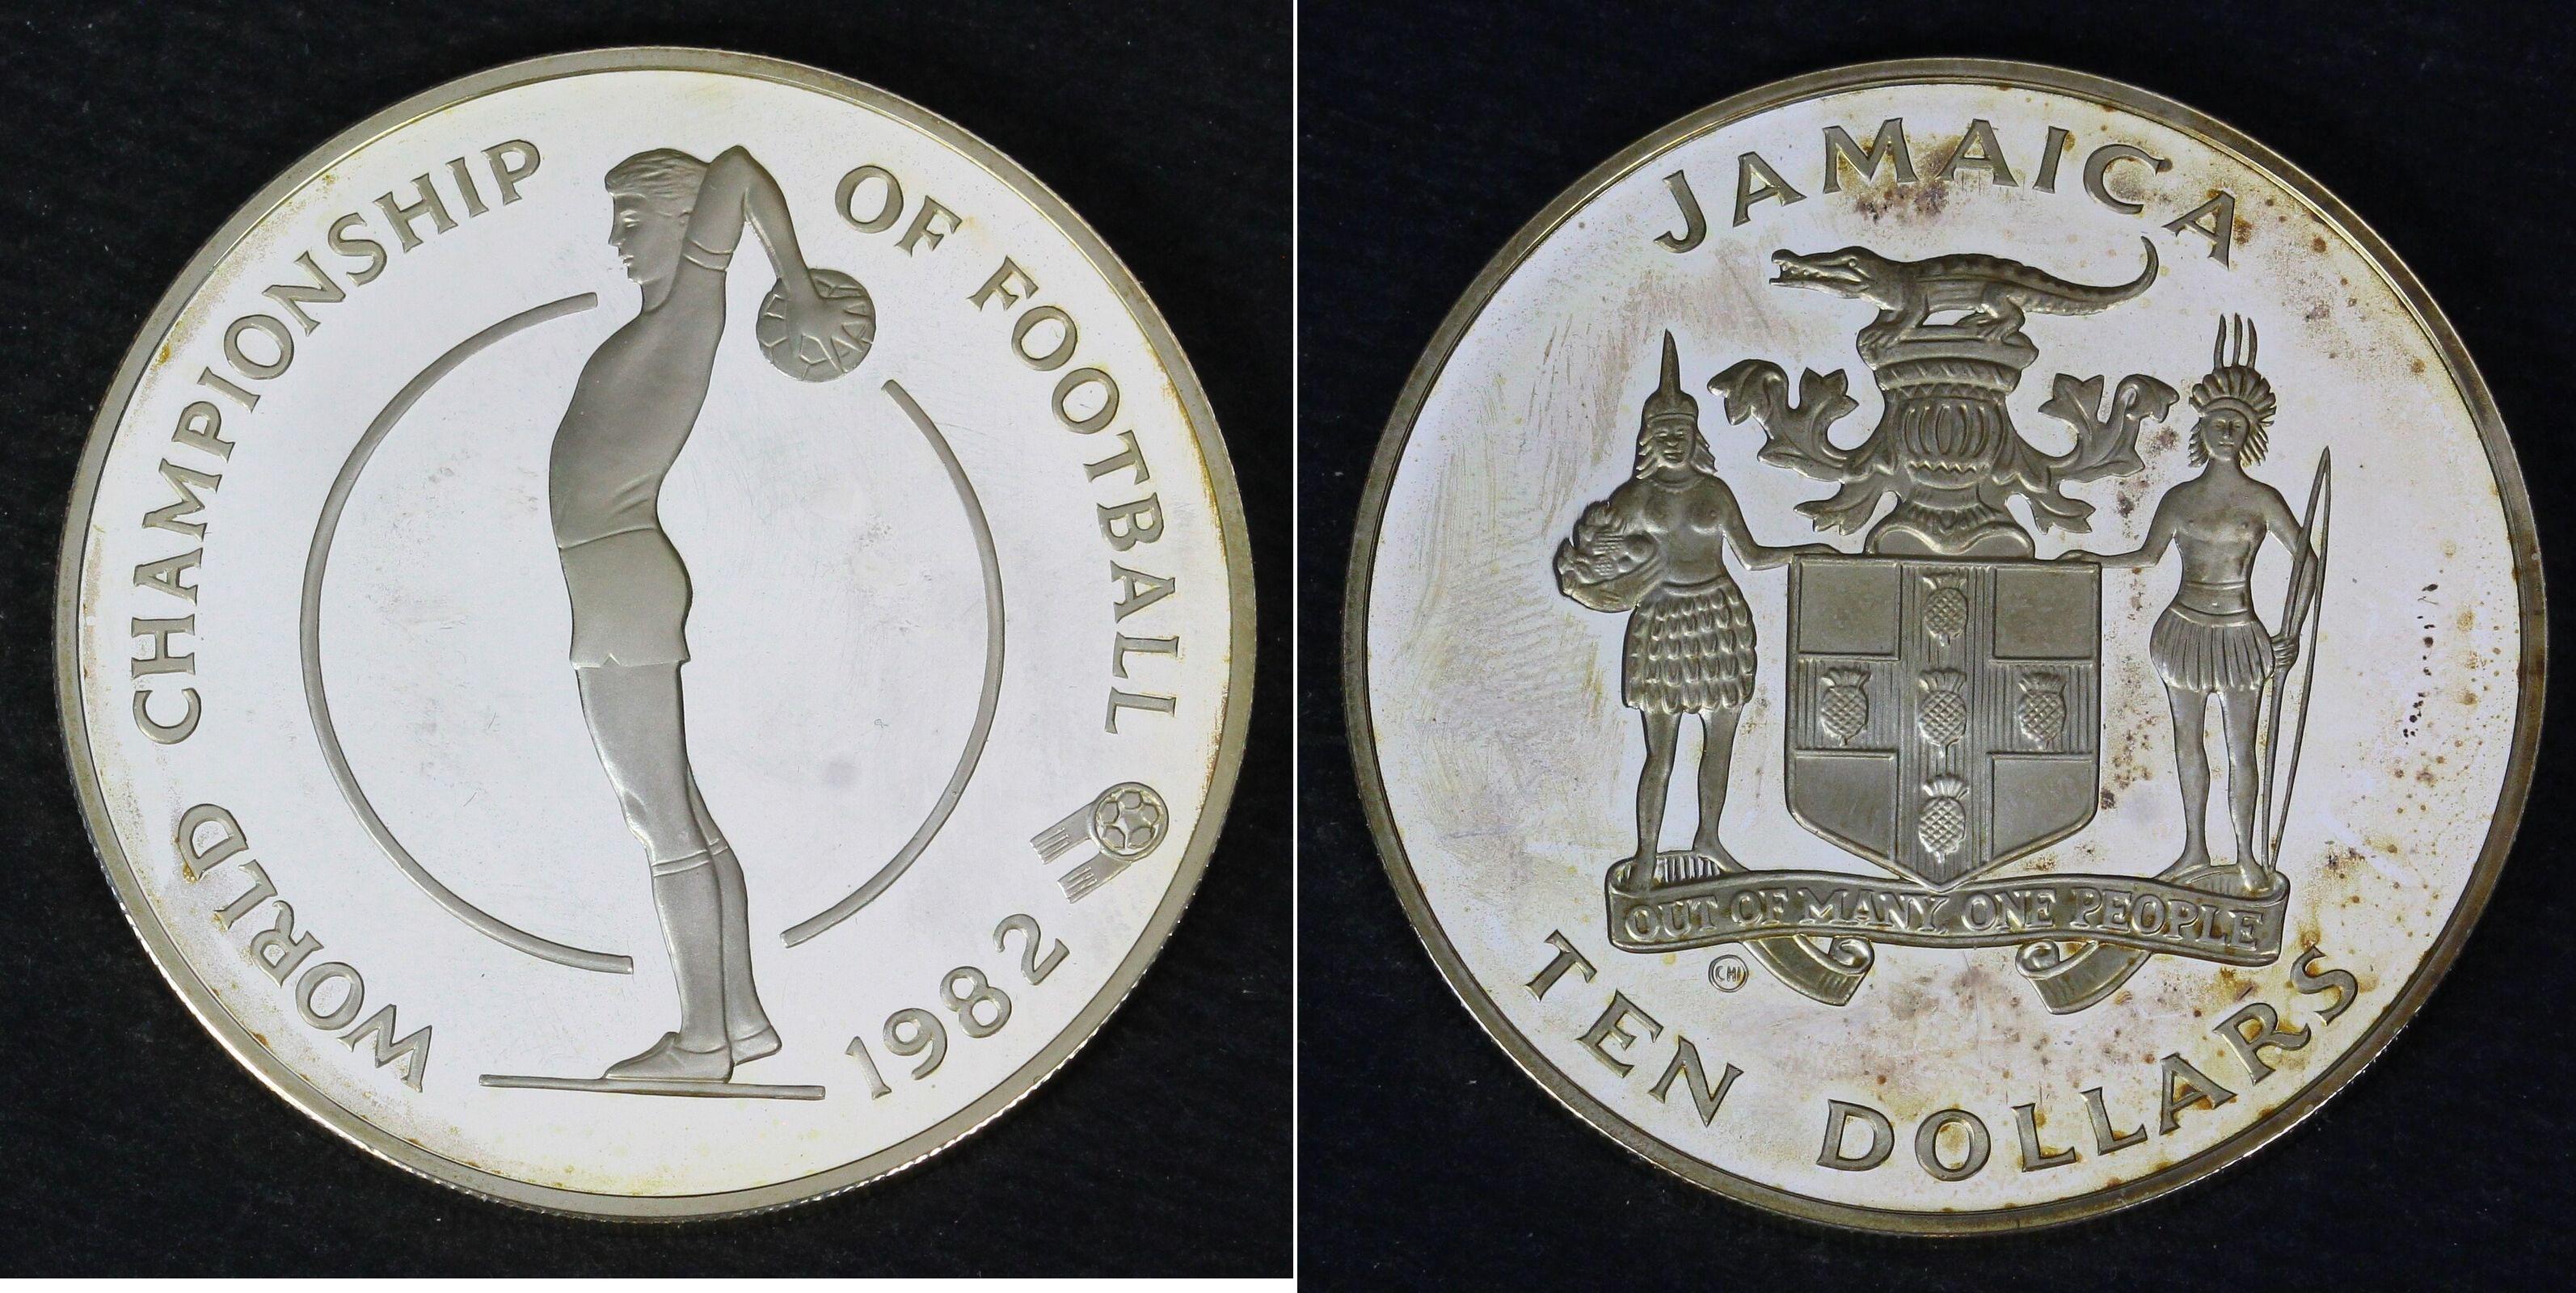 WORLD CHAMPIONSHIP OF FOOTBALL
1982
JAMAICA
OUT OF MANY, ONE PEOPLE
CHI
TEN DOLLARS